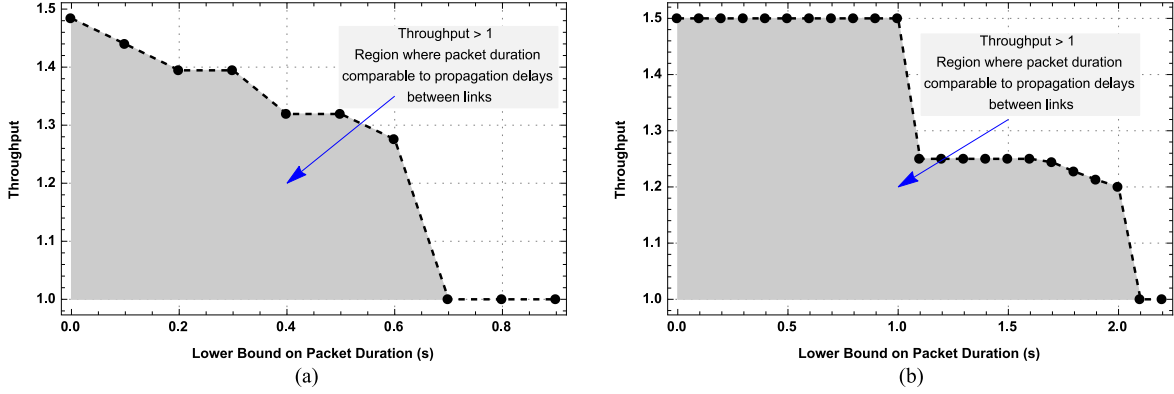 1.5
1.4
1.3
1.2
1.1
1.0
Throughput
Throughput > 1
Region where packet duration
comparable to propagation delays
between links
0.0 0.2 0.4 0.6 0.8
Lower Bound on Packet Duration (s)
(a)
1.5
1.4
1.3
1.2
1.1
1.0
Throughput
Throughput > 1
Region where packet duration
comparable to propagation delays
between links
0.0 0.5 1.0 1.5 2.0
Lower Bound on Packet Duration (s)
(b)